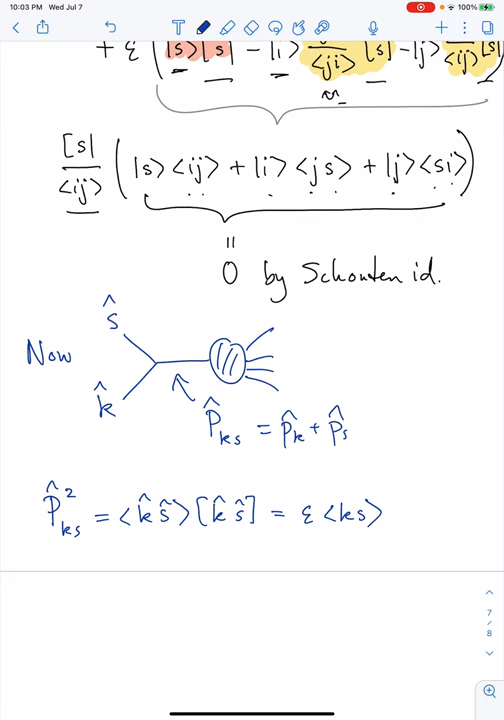 10:03 PM Wed Jul 7
100%
+ ε ( |s>[s| - |i> <js>/<ji> [s| - |j> <is>/<ij> [s| )
[s|/<ij> ( |s><ij> + |i><js> + |j><si> )
=
0 by Schouten id.
ŝ
Now
k̂
P̂ks = p̂k + p̂s
P̂²ks = <k̂ŝ>[k̂ŝ] = ε<ks>
7
/
8